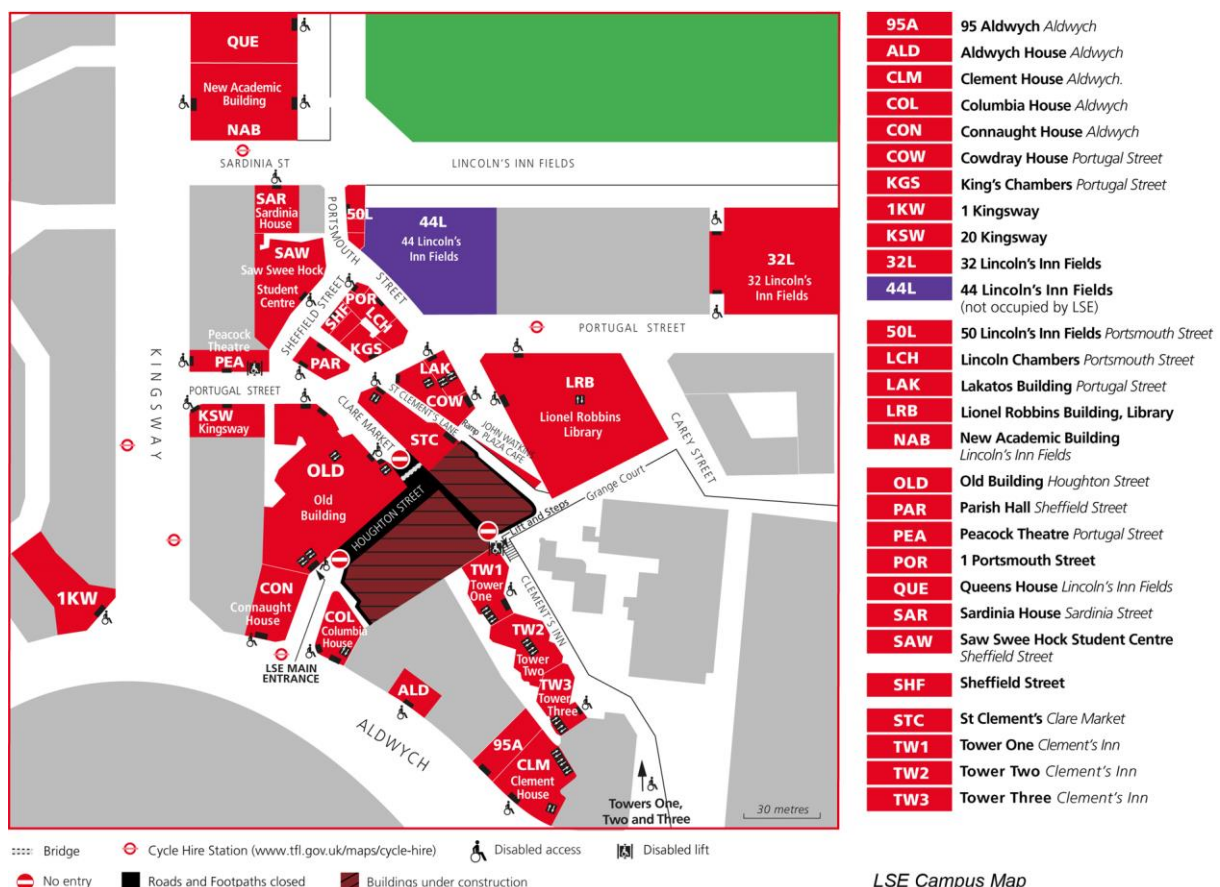 QUE
New Academic
Building
NAB
SARDINIA ST
LINCOLN'S INN FIELDS
SAR
Sardinia
House
PORTSMOUTH
STREET
50L
44L
44 Lincoln's
Inn Fields
32L
32 Lincoln's
Inn Fields
SAW
Saw Swee Hock
Student
Centre
SHEFFIELD STREET
POR
SHF
LCH
KGS
PAR
PORTUGAL STREET
Peacock
Theatre
PEA
KINGSWAY
PORTUGAL STREET
KSW
Kingsway
CLARE MARKET
ST CLEMENT'S LANE
LAK
COW
Ramp
JOHN WATKINS
PLAZA CAFE
LRB
Lionel Robbins
Library
CAREY STREET
STC
OLD
Old
Building
HOUGHTON STREET
Grange Court
Lift and Steps
1KW
CON
Connaught
House
COL
Columbia
House
LSE MAIN
ENTRANCE
TW1
Tower
One
CLEMENT'S INN
TW2
Tower
Two
TW3
Tower
Three
ALD
ALDWYCH
95A
CLM
Clement
House
Towers One,
Two and Three
30 metres
95A 95 Aldwych Aldwych
ALD Aldwych House Aldwych
CLM Clement House Aldwych.
COL Columbia House Aldwych
CON Connaught House Aldwych
COW Cowdray House Portugal Street
KGS King's Chambers Portugal Street
1KW 1 Kingsway
KSW 20 Kingsway
32L 32 Lincoln's Inn Fields
44L 44 Lincoln's Inn Fields
(not occupied by LSE)
50L 50 Lincoln's Inn Fields Portsmouth Street
LCH Lincoln Chambers Portsmouth Street
LAK Lakatos Building Portugal Street
LRB Lionel Robbins Building, Library
NAB New Academic Building
Lincoln's Inn Fields
OLD Old Building Houghton Street
PAR Parish Hall Sheffield Street
PEA Peacock Theatre Portugal Street
POR 1 Portsmouth Street
QUE Queens House Lincoln's Inn Fields
SAR Sardinia House Sardinia Street
SAW Saw Swee Hock Student Centre
Sheffield Street
SHF Sheffield Street
STC St Clement's Clare Market
TW1 Tower One Clement's Inn
TW2 Tower Two Clement's Inn
TW3 Tower Three Clement's Inn
Bridge
Cycle Hire Station (www.tfl.gov.uk/maps/cycle-hire)
Disabled access
Disabled lift
No entry
Roads and Footpaths closed
Buildings under construction
LSE Campus Map